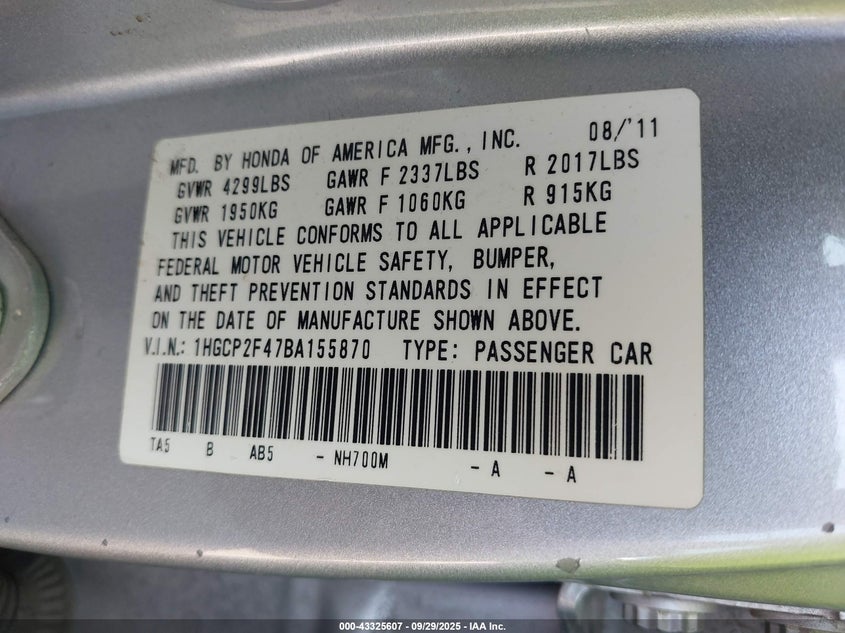 MFD. BY HONDA OF AMERICA MFG., INC. 08/'11
GVWR 4299LBS GAWR F 2337LBS R 2017LBS
GVWR 1950KG GAWR F 1060KG R 915KG
THIS VEHICLE CONFORMS TO ALL APPLICABLE
FEDERAL MOTOR VEHICLE SAFETY, BUMPER,
AND THEFT PREVENTION STANDARDS IN EFFECT
ON THE DATE OF MANUFACTURE SHOWN ABOVE.
V.I.N.: 1HGCP2F47BA155870 TYPE: PASSENGER CAR
TA5 B AB5 - NH700M - A - A
000-43325607 - 09/29/2025 - IAA Inc.